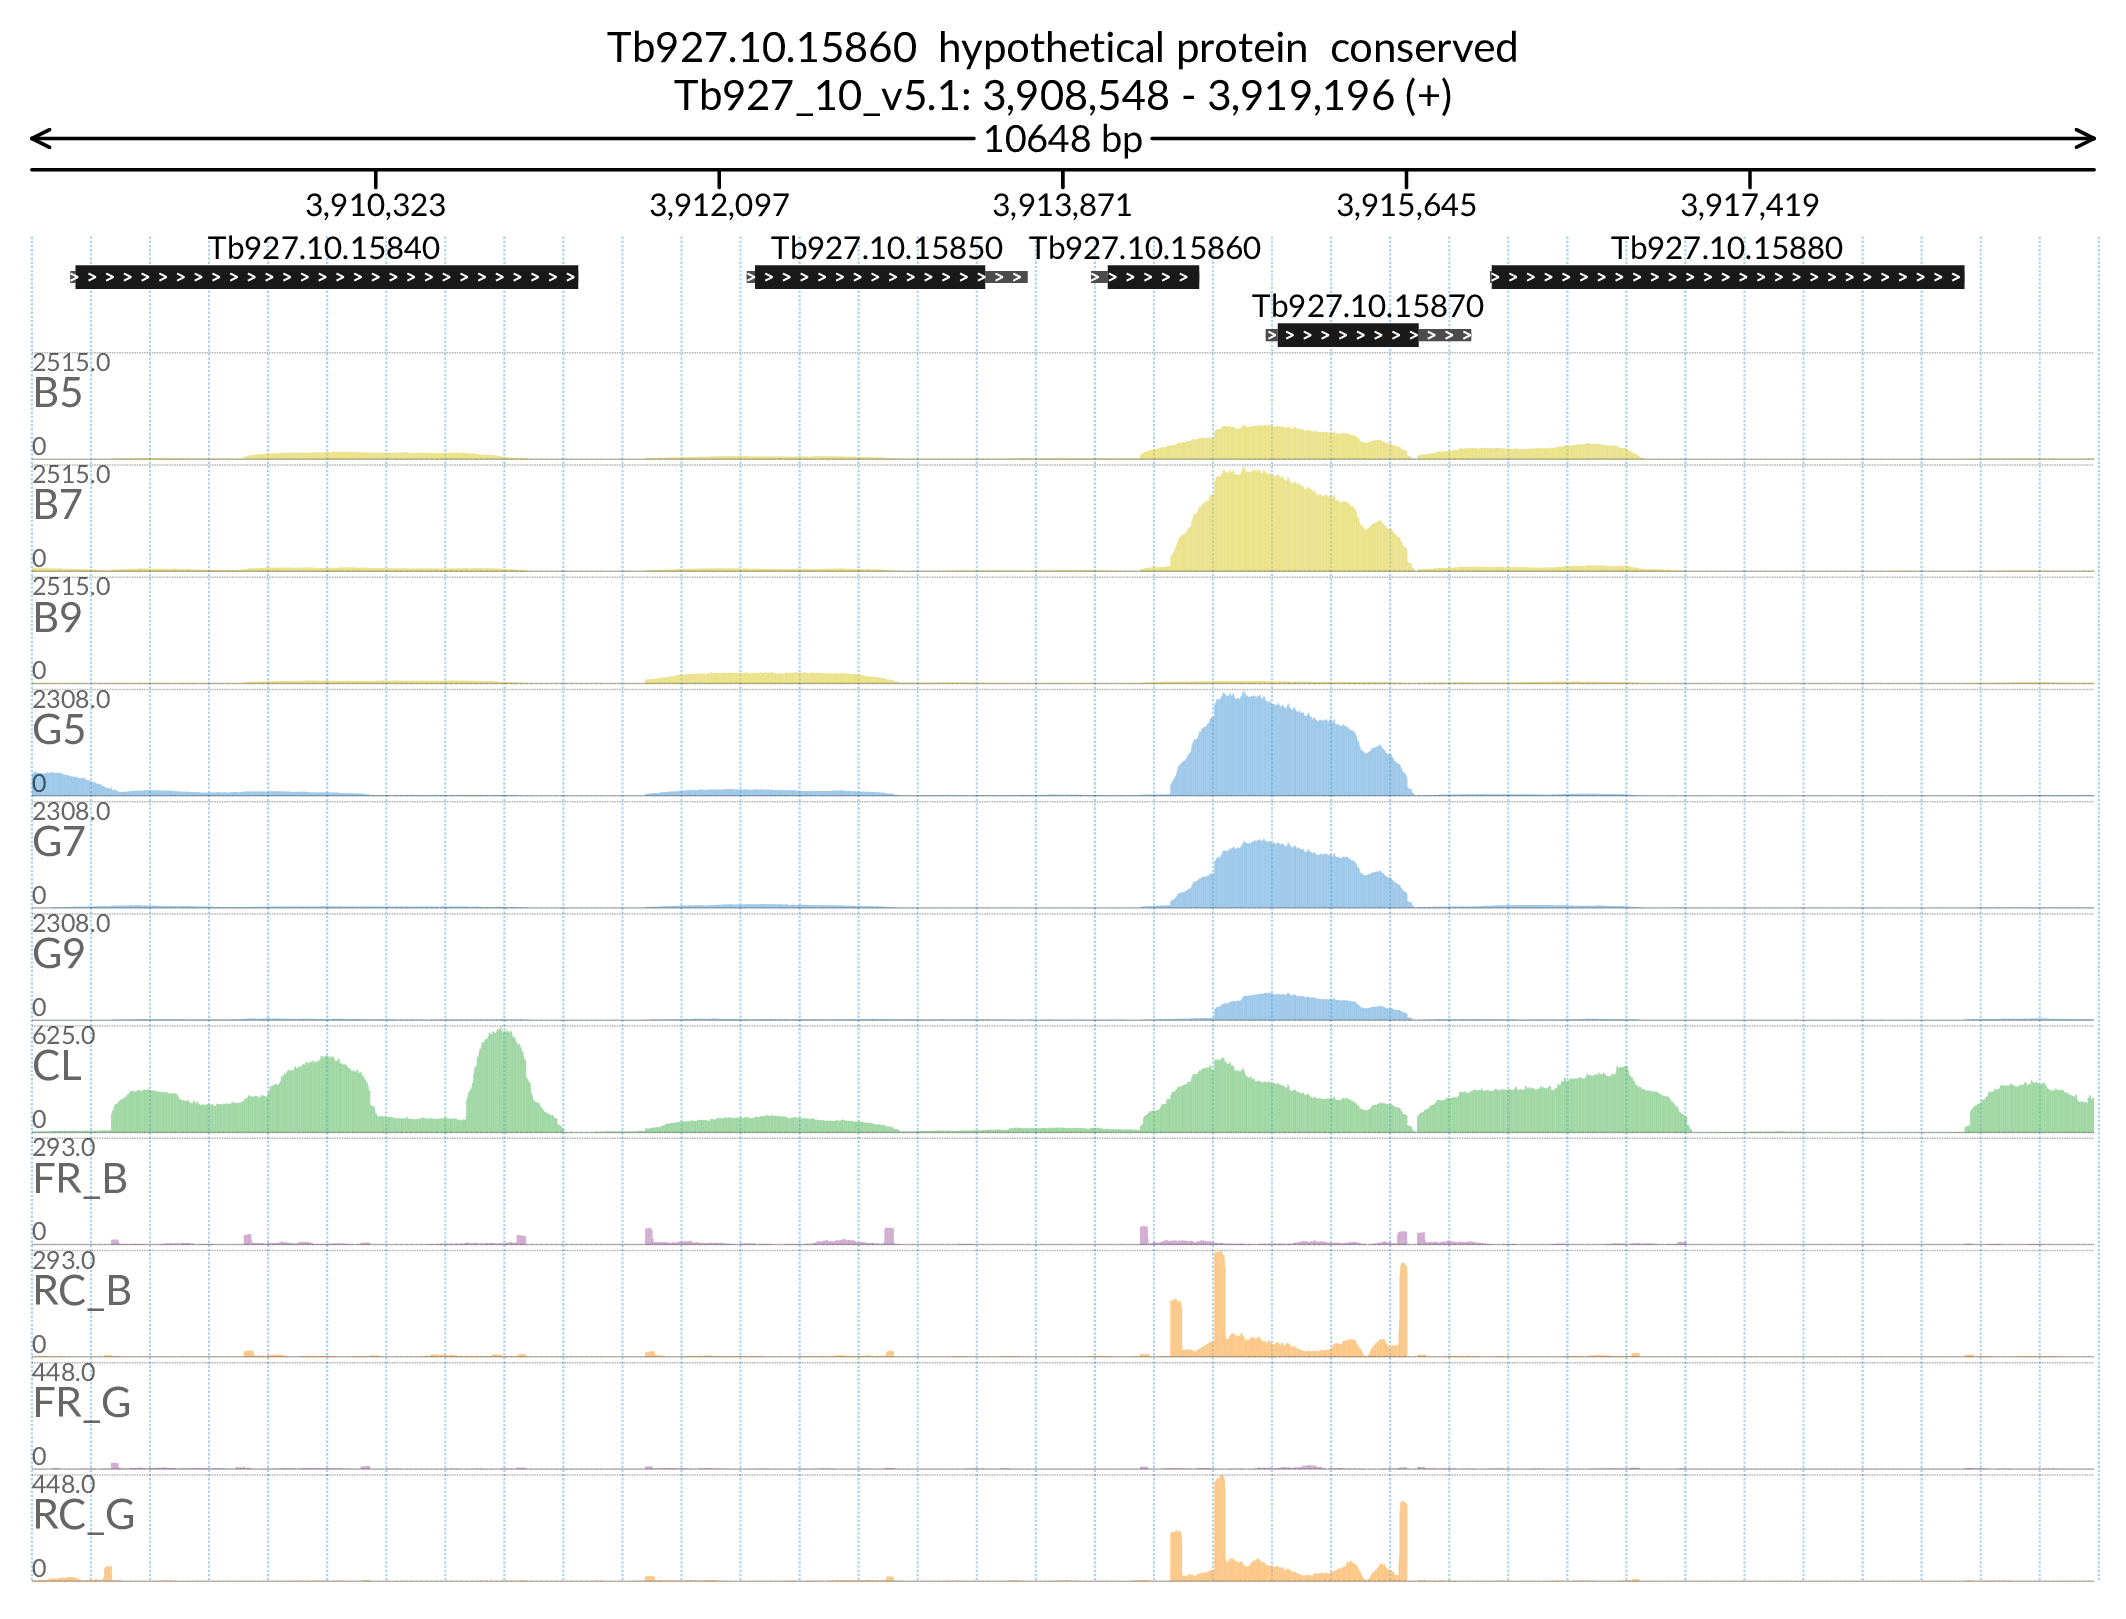 Tb927.10.15860  hypothetical protein  conserved
Tb927_10_v5.1: 3,908,548 - 3,919,196 (+)
10648 bp
3,910,323 3,912,097 3,913,871 3,915,645 3,917,419
Tb927.10.15840 Tb927.10.15850 Tb927.10.15860 Tb927.10.15880
Tb927.10.15870
2515.0
B5
0
2515.0
B7
0
2515.0
B9
0
2308.0
G5
0
2308.0
G7
0
2308.0
G9
0
625.0
CL
0
293.0
FR_B
0
293.0
RC_B
0
448.0
FR_G
0
448.0
RC_G
0